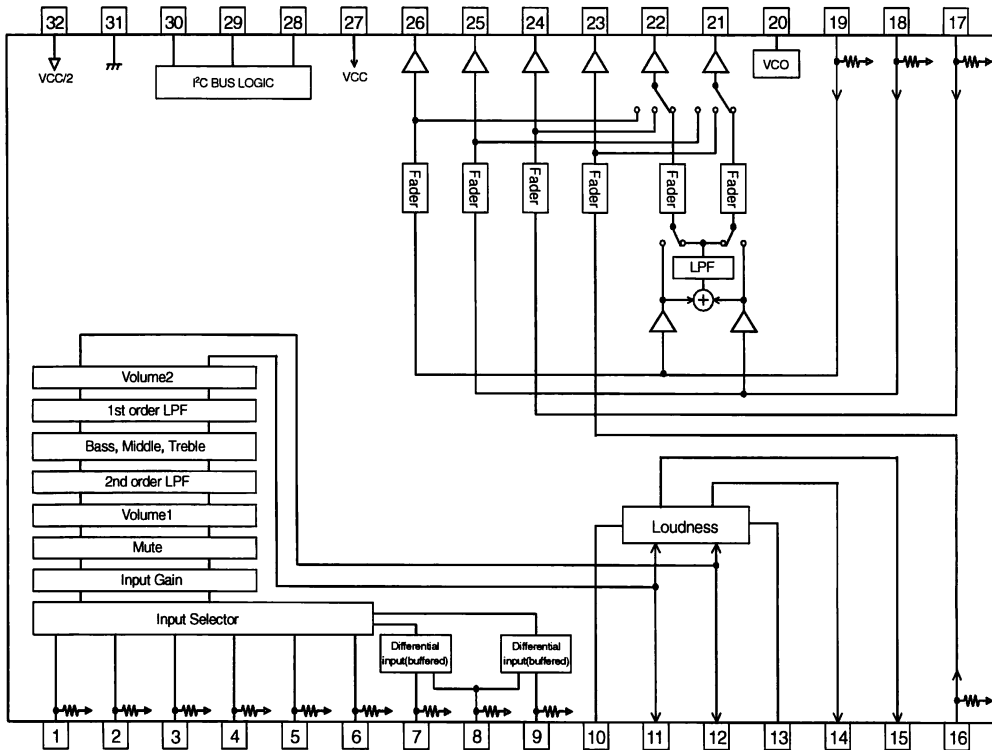 32 31 30 29 28 27 26 25 24 23 22 21 20 19 18 17
VCC/2
I²C BUS LOGIC
VCC
VCO
Fader Fader Fader Fader Fader Fader
LPF
+
Volume2
1st order LPF
Bass, Middle, Treble
2nd order LPF
Volume1
Mute
Input Gain
Input Selector
Loudness
Differential
input(buffered)
Differential
input(buffered)
1 2 3 4 5 6 7 8 9 10 11 12 13 14 15 16